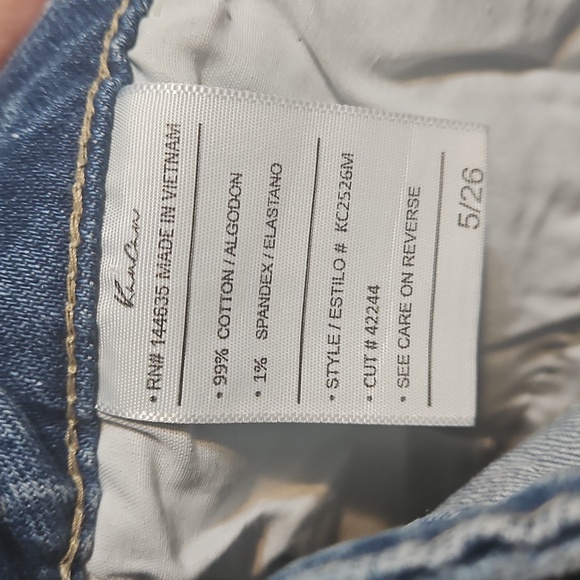 KanCan
• RN# 144635 MADE IN VIETNAM
• 99% COTTON / ALGODON
• 1% SPANDEX / ELASTANO
• STYLE / ESTILO # KC2526M
• CUT # 42244
• SEE CARE ON REVERSE
5/26